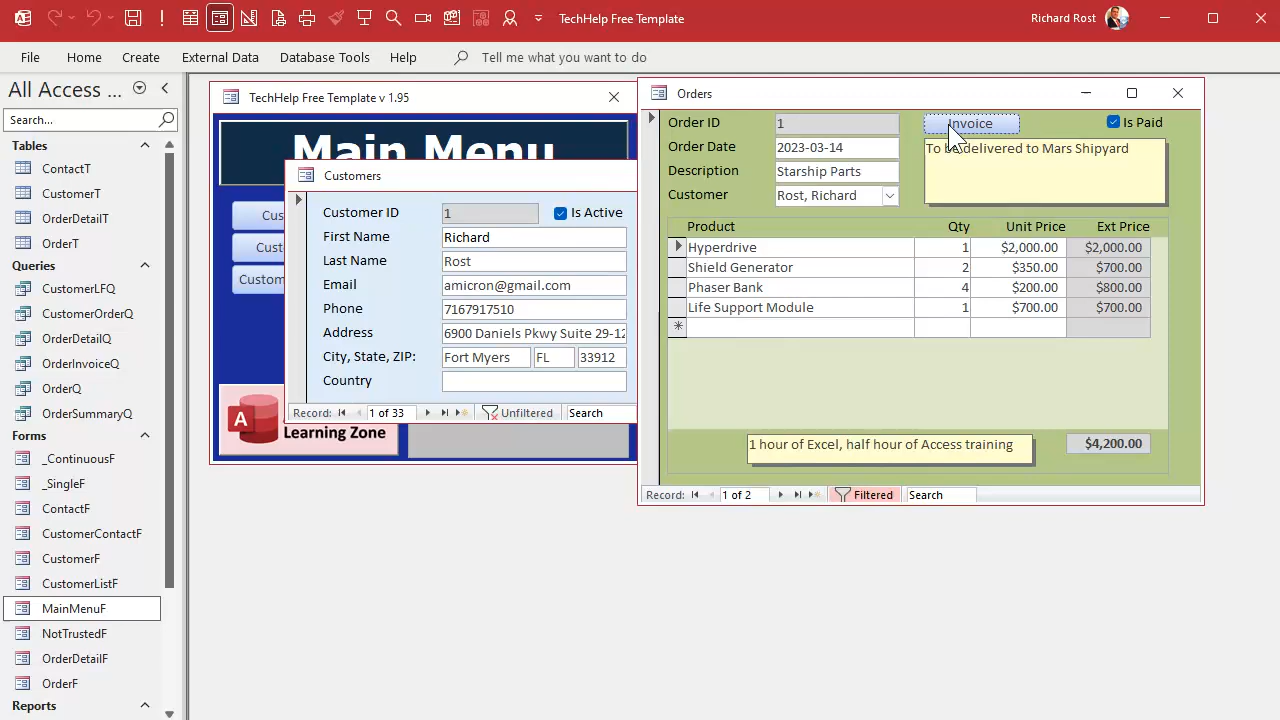 TechHelp Free Template
Richard Rost
File
Home
Create
External Data
Database Tools
Help
Tell me what you want to do
All Access ...
Search...
Tables
ContactT
CustomerT
OrderDetailT
OrderT
Queries
CustomerLFQ
CustomerOrderQ
OrderDetailQ
OrderInvoiceQ
OrderQ
OrderSummaryQ
Forms
_ContinuousF
_SingleF
ContactF
CustomerContactF
CustomerF
CustomerListF
MainMenuF
NotTrustedF
OrderDetailF
OrderF
Reports
TechHelp Free Template v 1.95
Main Menu
Cus
Cust
Custom
A
Learning Zone
Customers
Customer ID 1 Is Active
First Name Richard
Last Name Rost
Email amicron@gmail.com
Phone 7167917510
Address 6900 Daniels Pkwy Suite 29-12
City, State, ZIP: Fort Myers FL 33912
Country
Record: 1 of 33 Unfiltered Search
Orders
Order ID 1 Invoice Is Paid
Order Date 2023-03-14 To be delivered to Mars Shipyard
Description Starship Parts
Customer Rost, Richard
Product Qty Unit Price Ext Price
Hyperdrive 1 $2,000.00 $2,000.00
Shield Generator 2 $350.00 $700.00
Phaser Bank 4 $200.00 $800.00
Life Support Module 1 $700.00 $700.00
1 hour of Excel, half hour of Access training $4,200.00
Record: 1 of 2 Filtered Search